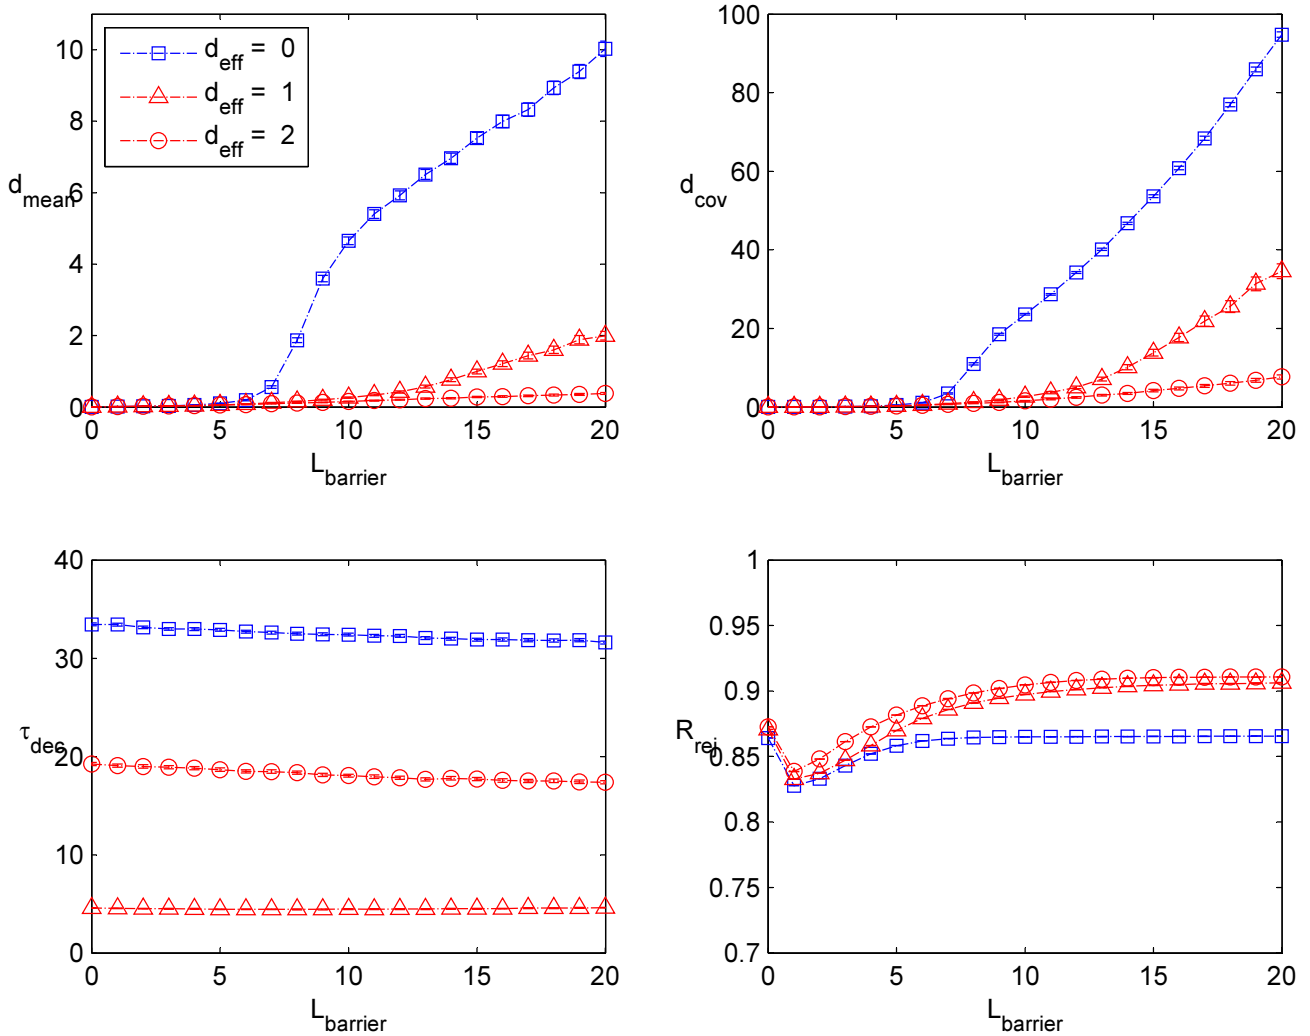 10
8
6
4
2
0
d_mean
d_eff = 0
d_eff = 1
d_eff = 2
0 5 10 15 20
L_barrier
100
80
60
40
20
0
d_cov
0 5 10 15 20
L_barrier
40
30
20
10
0
τ_dec
0 5 10 15 20
L_barrier
1
0.95
0.9
0.85
0.8
0.75
0.7
R_rej
0 5 10 15 20
L_barrier